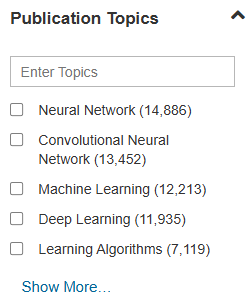 Publication Topics
Enter Topics
Neural Network (14,886)
Convolutional Neural
Network (13,452)
Machine Learning (12,213)
Deep Learning (11,935)
Learning Algorithms (7,119)
Show More...